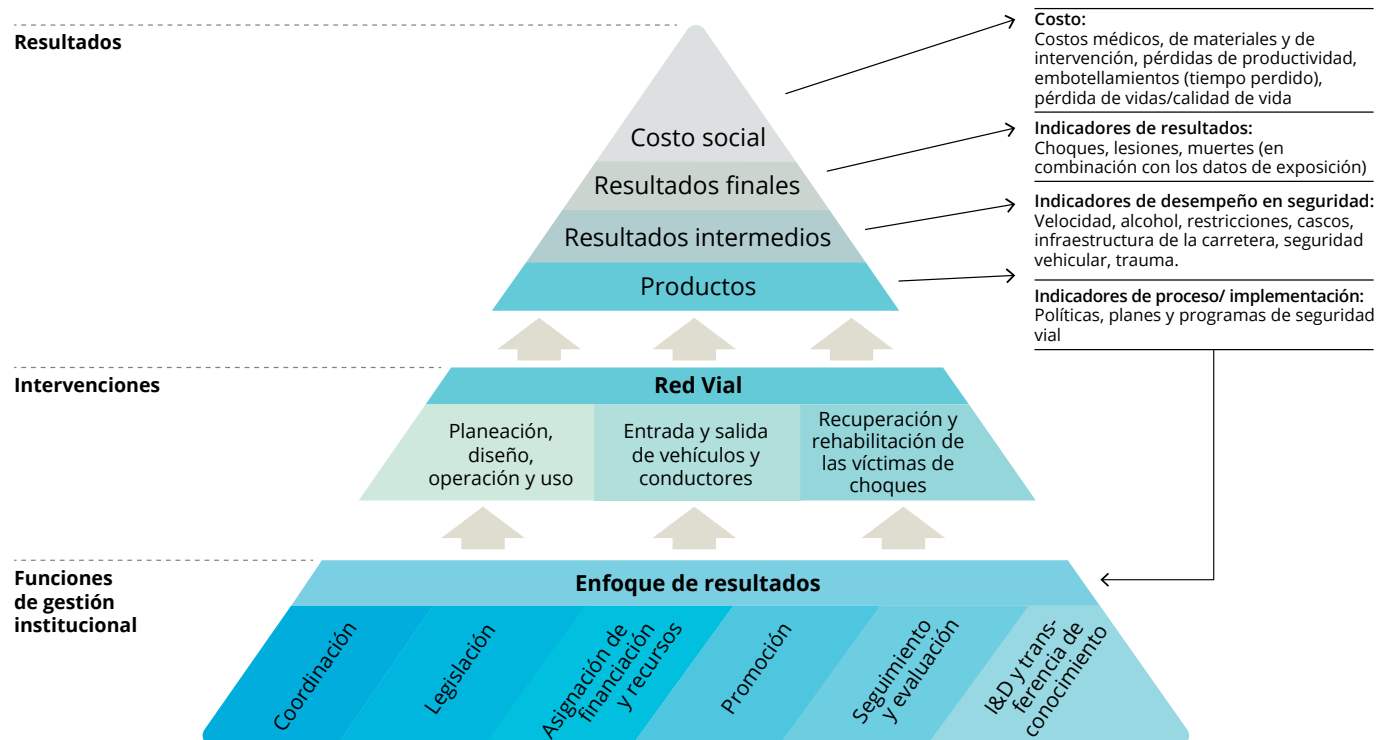 Resultados
Costo social
Resultados finales
Resultados intermedios
Productos
Costo:
Costos médicos, de materiales y de
intervención, pérdidas de productividad,
embotellamientos (tiempo perdido),
pérdida de vidas/calidad de vida
Indicadores de resultados:
Choques, lesiones, muertes (en
combinación con los datos de exposición)
Indicadores de desempeño en seguridad:
Velocidad, alcohol, restricciones, cascos,
infraestructura de la carretera, seguridad
vehicular, trauma.
Indicadores de proceso/ implementación:
Políticas, planes y programas de seguridad
vial
Intervenciones
Red Vial
Planeación,
diseño,
operación y uso
Entrada y salida
de vehículos y
conductores
Recuperación y
rehabilitación de
las víctimas de
choques
Funciones
de gestión
institucional
Enfoque de resultados
Coordinación
Legislación
Asignación de
financiación
y recursos
Promoción
Seguimiento
y evaluación
I&D y trans-
ferencia de
conocimiento